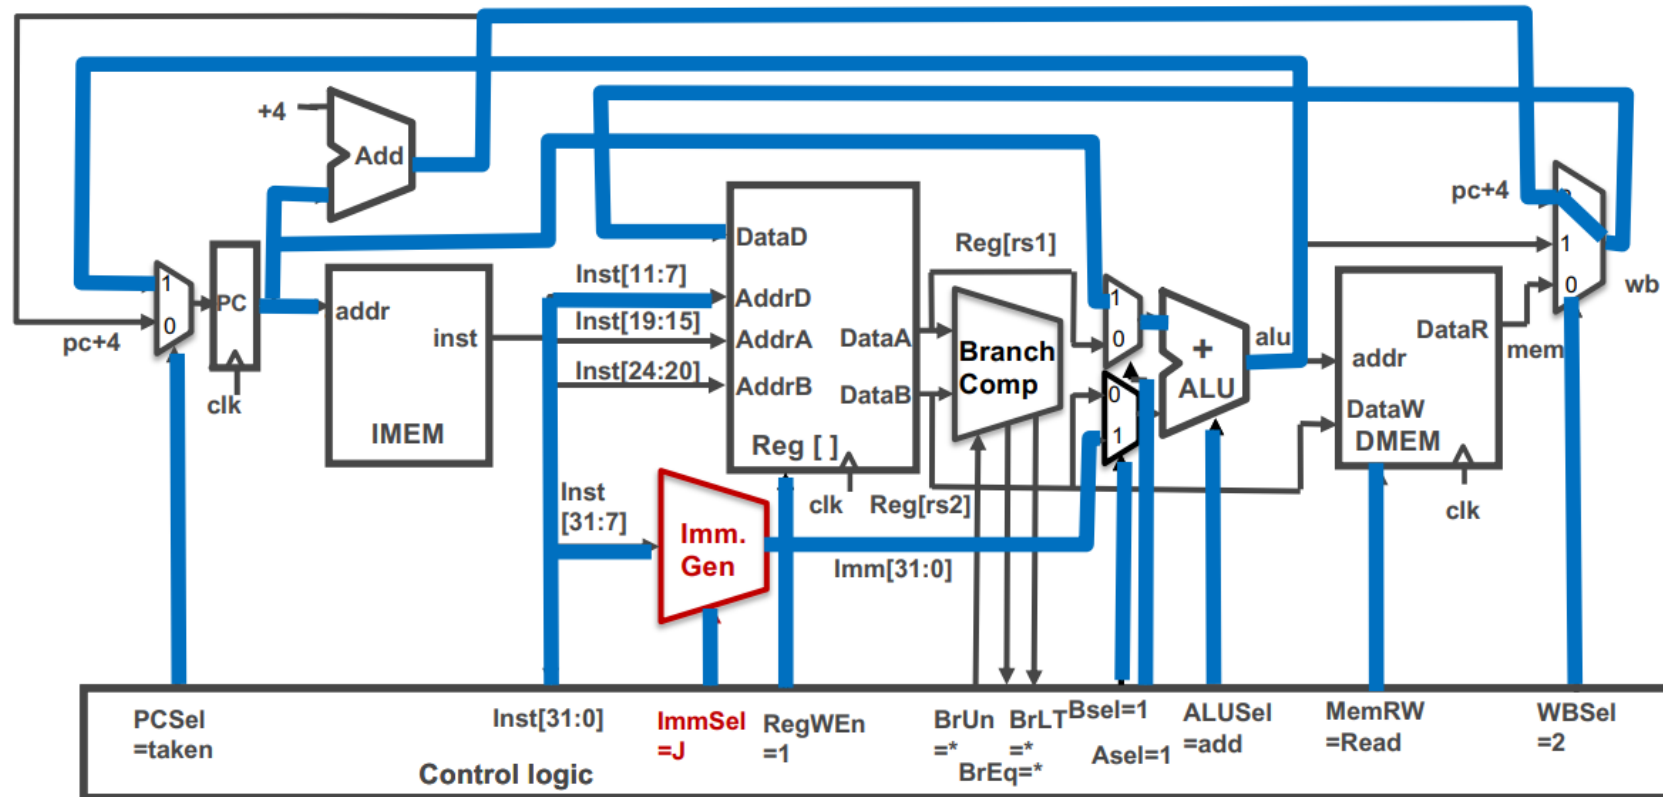 +4
Add
pc+4
1
0
PC
clk
pc+4
addr
inst
IMEM
Inst[11:7]
Inst[19:15]
Inst[24:20]
DataD
AddrD
AddrA
AddrB
DataA
DataB
Reg [ ]
clk
Reg[rs1]
Reg[rs2]
Branch
Comp
1
0
0
1
+
ALU
alu
addr
DataW
DMEM
DataR
clk
mem
1
0
wb
Inst
[31:7]
Imm.
Gen
Imm[31:0]
PCSel
=taken
Inst[31:0]
ImmSel
=J
RegWEn
=1
BrUn
=*
BrLT
=*
BrEq=*
Bsel=1
Asel=1
ALUSel
=add
MemRW
=Read
WBSel
=2
Control logic